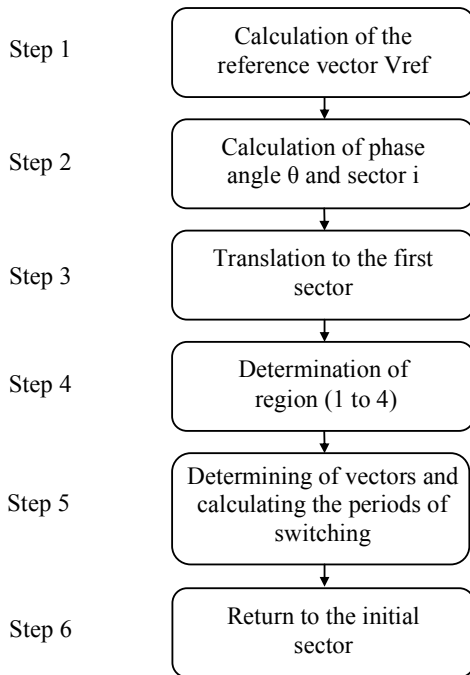 Step 1
Calculation of the
reference vector Vref
Step 2
Calculation of phase
angle θ and sector i
Step 3
Translation to the first
sector
Step 4
Determination of
region (1 to 4)
Step 5
Determining of vectors and
calculating the periods of
switching
Step 6
Return to the initial
sector